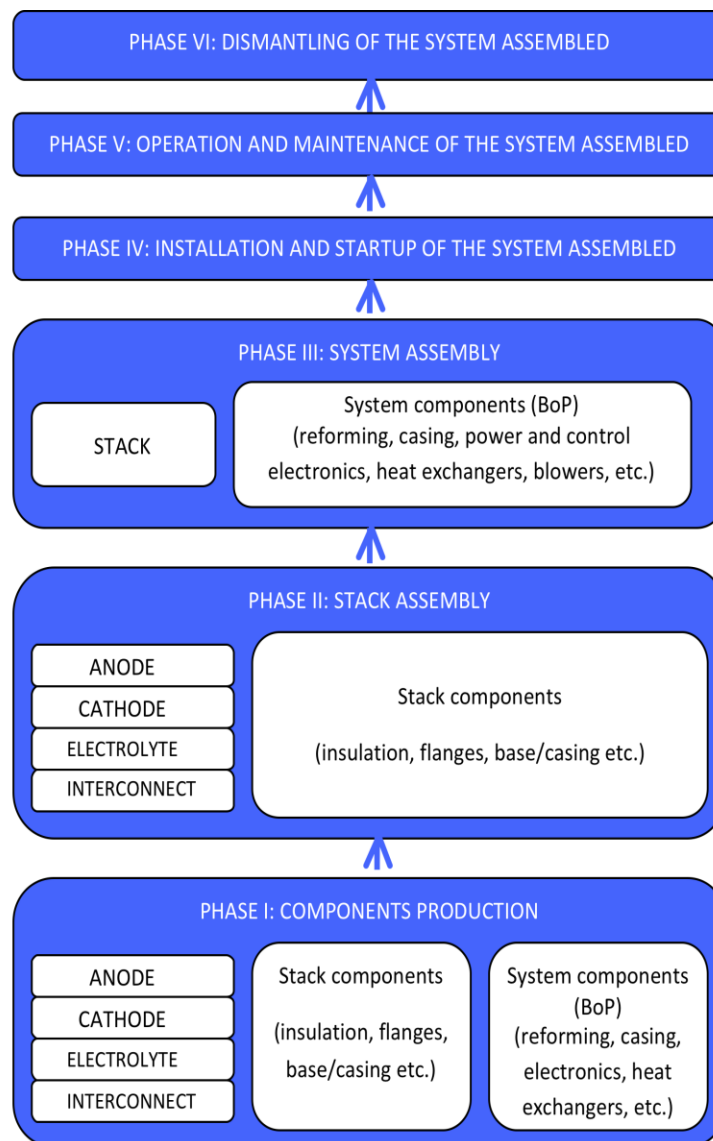 PHASE VI: DISMANTLING OF THE SYSTEM ASSEMBLED
PHASE V: OPERATION AND MAINTENANCE OF THE SYSTEM ASSEMBLED
PHASE IV: INSTALLATION AND STARTUP OF THE SYSTEM ASSEMBLED
PHASE III: SYSTEM ASSEMBLY
STACK
System components (BoP)
(reforming, casing, power and control
electronics, heat exchangers, blowers, etc.)
PHASE II: STACK ASSEMBLY
ANODE
CATHODE
ELECTROLYTE
INTERCONNECT
Stack components
(insulation, flanges, base/casing etc.)
PHASE I: COMPONENTS PRODUCTION
ANODE
CATHODE
ELECTROLYTE
INTERCONNECT
Stack components
(insulation, flanges,
base/casing etc.)
System components
(BoP)
(reforming, casing,
electronics, heat
exchangers, etc.)